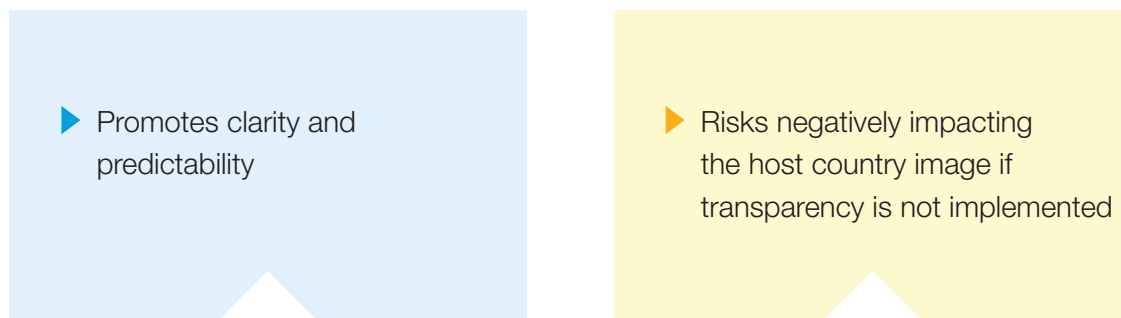 Promotes clarity and
predictability
Risks negatively impacting
the host country image if
transparency is not implemented